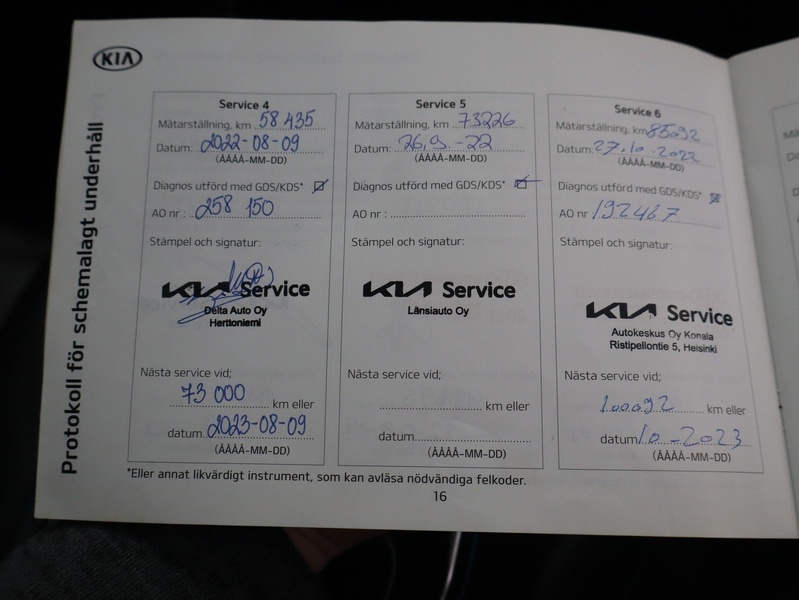 KIA
Protokoll för schemalagt underhåll
Service 4
Mätarställning, km 58 435
Datum: 2022-08-09
(ÅÅÅÅ-MM-DD)
Diagnos utförd med GDS/KDS*
AO nr : 258 150
Stämpel och signatur:
KIA Service
Delta Auto Oy
Herttoniemi
Nästa service vid;
73 000 km eller
datum 2023-08-09
(ÅÅÅÅ-MM-DD)
Service 5
Mätarställning, km 73226
Datum: 26.9.-22
(ÅÅÅÅ-MM-DD)
Diagnos utförd med GDS/KDS*
AO nr :
Stämpel och signatur:
KIA Service
Länsiauto Oy
Nästa service vid;
km eller
datum
(ÅÅÅÅ-MM-DD)
Service 6
Mätarställning, km 85092
Datum: 27.10.2022
(ÅÅÅÅ-MM-DD)
Diagnos utförd med GDS/KDS*
AO nr 192467
Stämpel och signatur:
KIA Service
Autokeskus Oy Konala
Ristipellontie 5, Helsinki
Nästa service vid;
100092 km eller
datum 10-2023
(ÅÅÅÅ-MM-DD)
*Eller annat likvärdigt instrument, som kan avläsa nödvändiga felkoder.
16